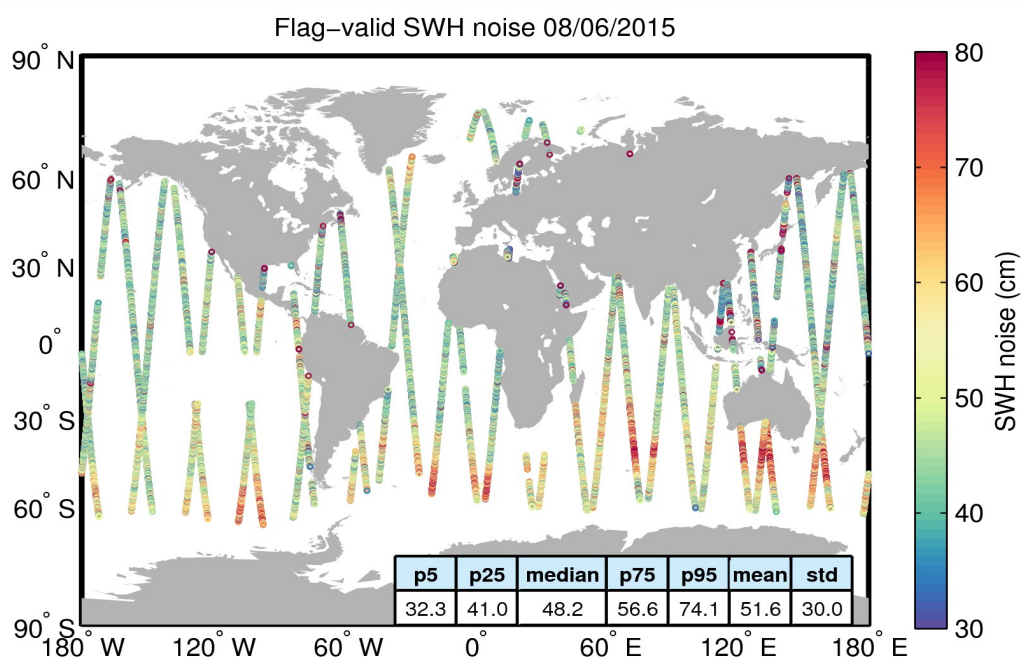 Flag−valid SWH noise 08/06/2015
90° N
60° N
30° N
0°
30° S
60° S
90° S
180° W
120° W
60° W
0°
60° E
120° E
180° E
p5 p25 median p75 p95 mean std
32.3 41.0 48.2 56.6 74.1 51.6 30.0
80
70
60
50
40
30
SWH noise (cm)